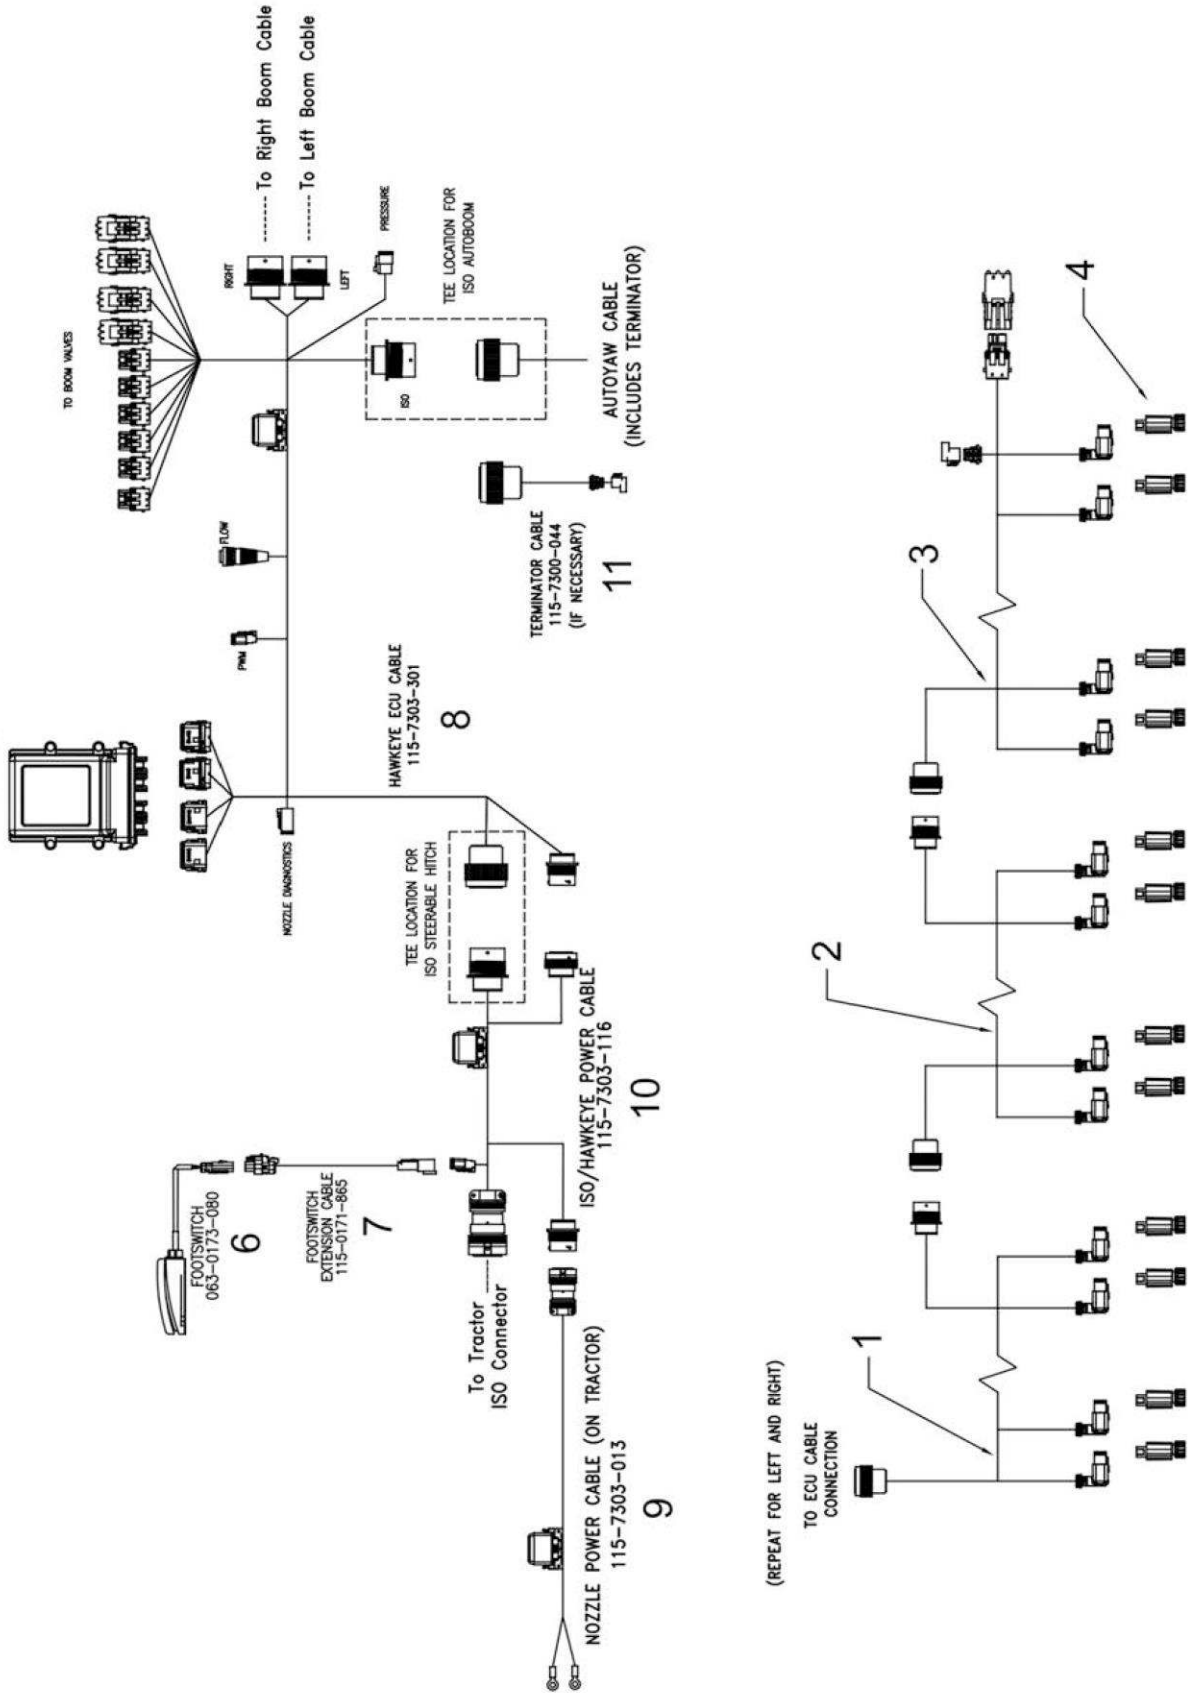 TO BOOM VALVES
RIGHT
------- To Right Boom Cable
LEFT
------- To Left Boom Cable
PRESSURE
TEE LOCATION FOR
ISO AUTOBOOM
ISO
AUTOYAW CABLE
(INCLUDES TERMINATOR)
FLOW
PWM
TERMINATOR CABLE
115-7300-044
(IF NECESSARY)
11
HAWKEYE ECU CABLE
115-7303-301
8
NOZZLE DIAGNOSTICS
TEE LOCATION FOR
ISO STEERABLE HITCH
ISO/HAWKEYE POWER CABLE
115-7303-116
10
FOOTSWITCH
063-0173-080
6
FOOTSWITCH
EXTENSION CABLE
115-0171-865
7
To Tractor
ISO Connector
NOZZLE POWER CABLE (ON TRACTOR)
115-7303-013
9
(REPEAT FOR LEFT AND RIGHT)
TO ECU CABLE
CONNECTION
1
2
3
4